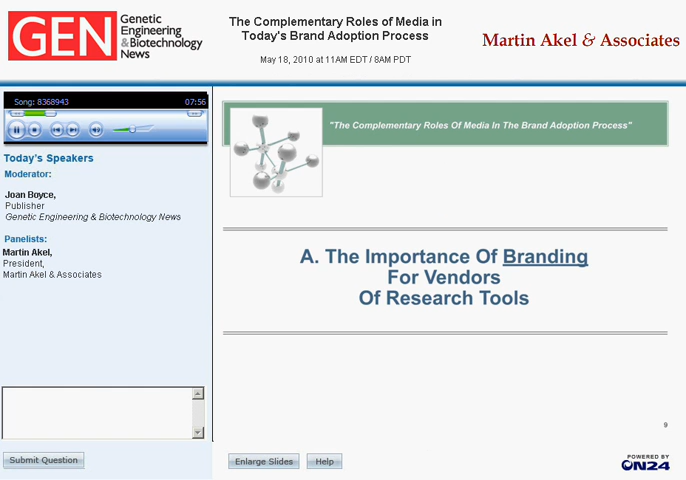 GEN Genetic
Engineering
& Biotechnology
News
The Complementary Roles of Media in
Today's Brand Adoption Process
May 18, 2010 at 11AM EDT / 8AM PDT
Martin Akel & Associates
Song: 8368943 07:56
Today's Speakers
Moderator:
Joan Boyce,
Publisher
Genetic Engineering & Biotechnology News
Panelists:
Martin Akel,
President,
Martin Akel & Associates
Submit Question
"The Complementary Roles Of Media In The Brand Adoption Process"
A. The Importance Of Branding
For Vendors
Of Research Tools
9
Enlarge Slides Help
POWERED BY
ON24